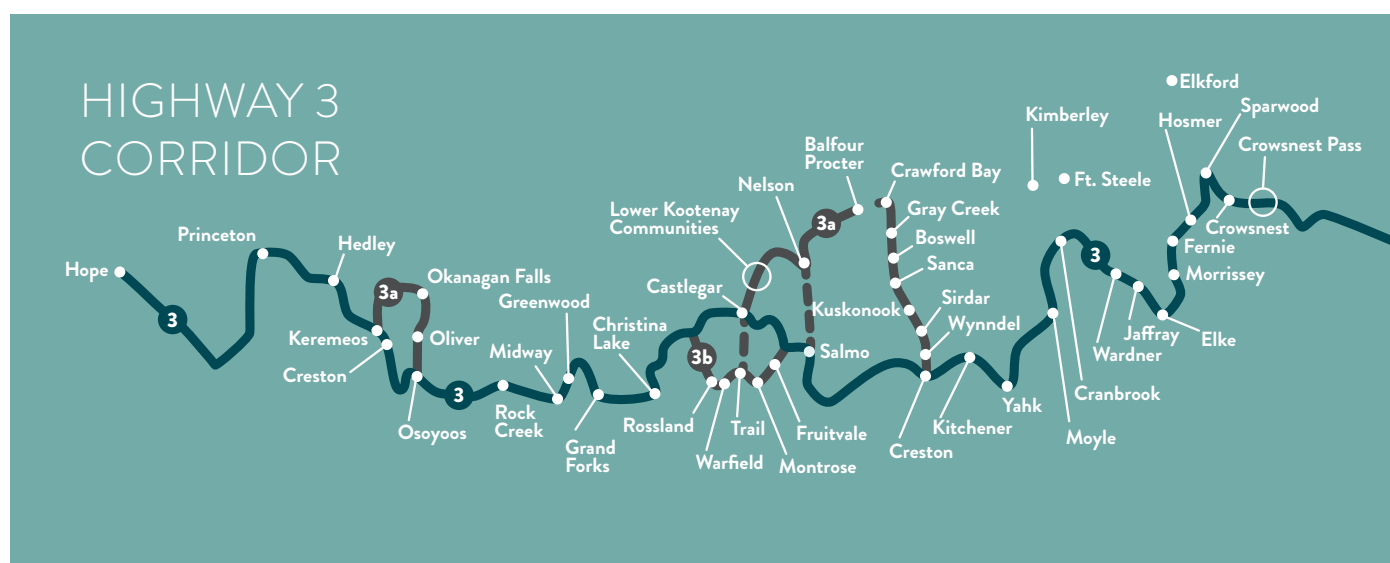 HIGHWAY 3
CORRIDOR
Hope
3
Princeton
Hedley
3a
Okanagan Falls
Keremeos
Creston
Oliver
Osoyoos
3
Midway
Rock
Creek
Greenwood
Grand
Forks
Christina
Lake
Castlegar
3b
Rossland
Warfield
Trail
Montrose
Fruitvale
Lower Kootenay
Communities
Nelson
3a
Balfour
Procter
Salmo
Crawford Bay
Gray Creek
Boswell
Sanca
Kuskonook
Sirdar
Wynndel
Creston
Kitchener
Yahk
Moyle
Cranbrook
Kimberley
Ft. Steele
3
Wardner
Jaffray
Elke
Morrissey
Fernie
Hosmer
Elkford
Sparwood
Crowsnest
Crowsnest Pass